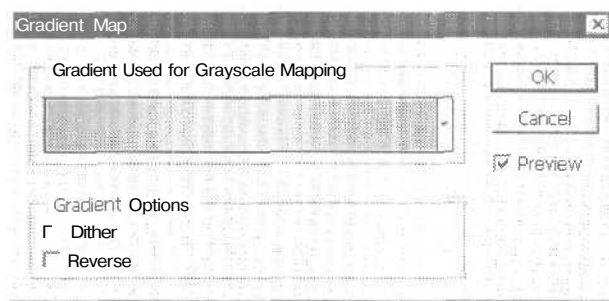 Gradient Map
Gradient Used for Grayscale Mapping
OK
Cancel
Preview
Gradient Options
Dither
Reverse